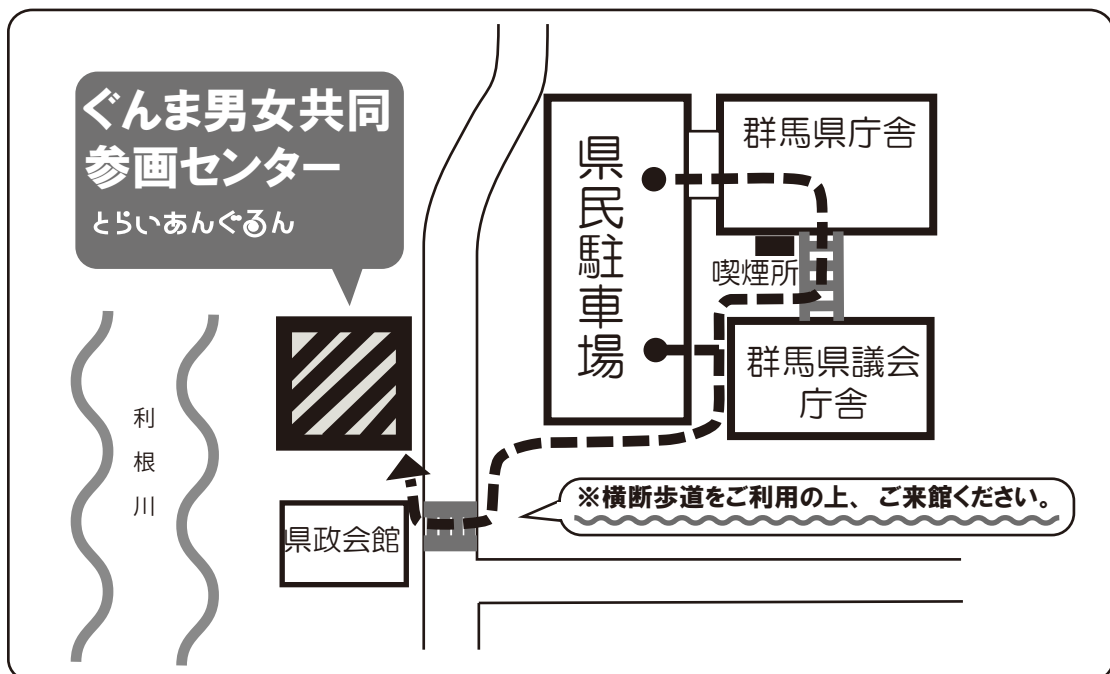 ぐんま男女共同
参画センター
とらいあんぐるん
県民駐車場
群馬県庁舎
喫煙所
群馬県議会
庁舎
利根川
県政会館
※横断歩道をご利用の上、ご来館ください。